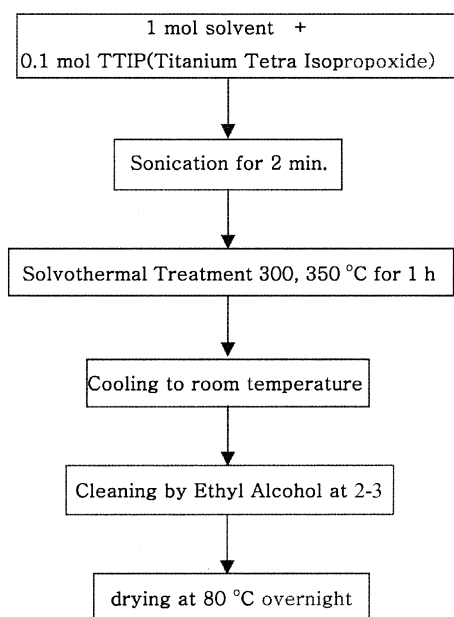 1 mol solvent +
0.1 mol TTIP(Titanium Tetra Isopropoxide)
Sonication for 2 min.
Solvothermal Treatment 300, 350 °C for 1 h
Cooling to room temperature
Cleaning by Ethyl Alcohol at 2-3
drying at 80 °C overnight